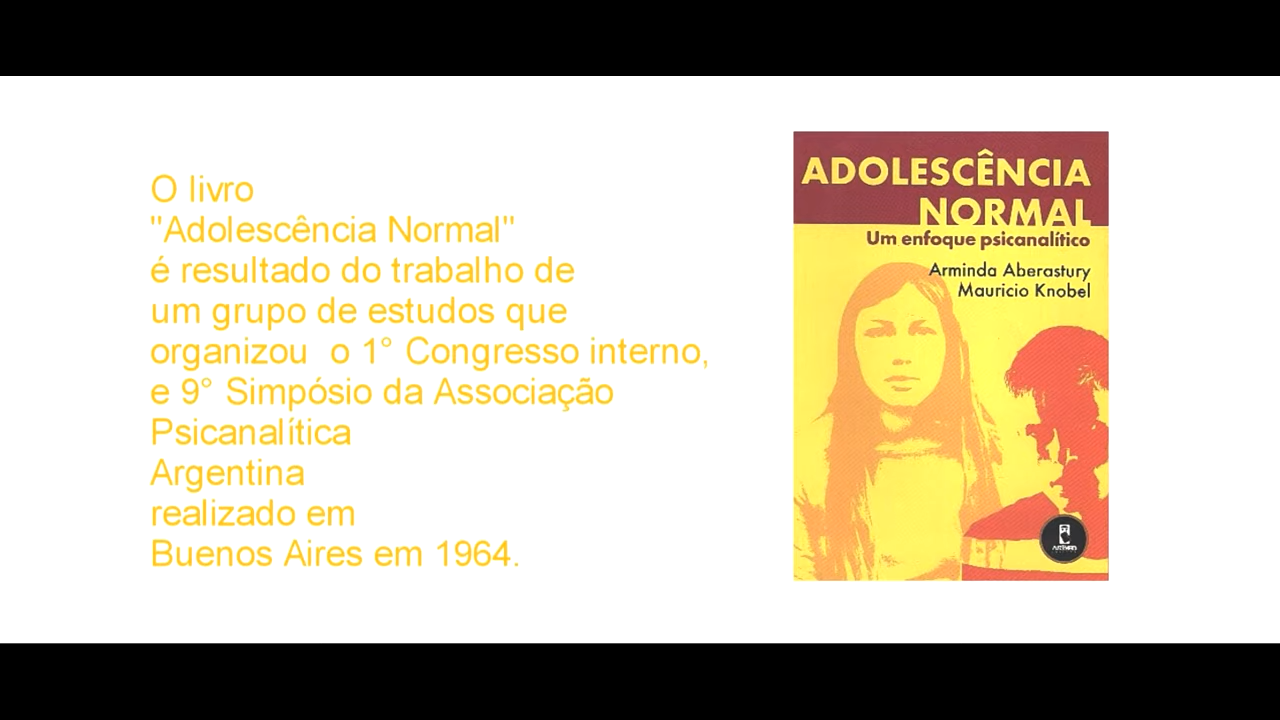 O livro
"Adolescência Normal"
é resultado do trabalho de
um grupo de estudos que
organizou  o 1° Congresso interno,
e 9° Simpósio da Associação
Psicanalítica
Argentina
realizado em
Buenos Aires em 1964.
ADOLESCÊNCIA
NORMAL
Um enfoque psicanalítico
Arminda Aberastury
Mauricio Knobel